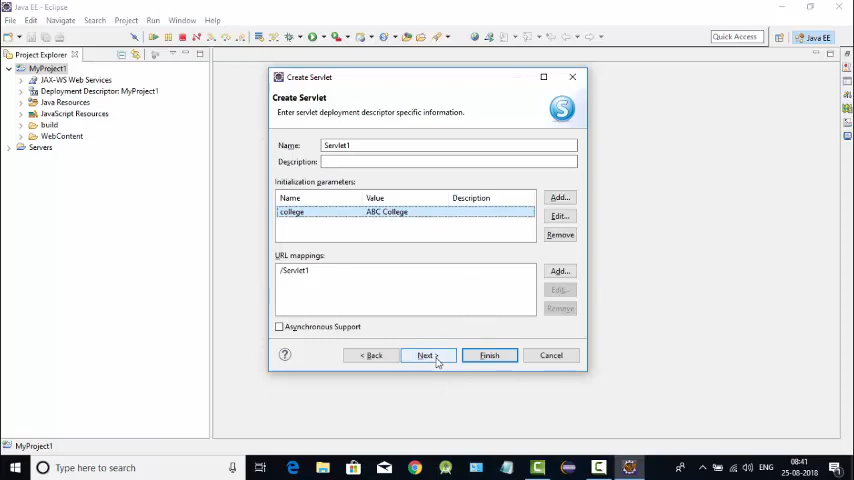 Java EE - Eclipse
File Edit Navigate Search Project Run Window Help
Quick Access
Java EE
Project Explorer
MyProject1
JAX-WS Web Services
Deployment Descriptor: MyProject1
Java Resources
JavaScript Resources
build
WebContent
Servers
Create Servlet
Create Servlet
Enter servlet deployment descriptor specific information.
S
Name: Servlet1
Description:
Initialization parameters:
Name Value Description
college ABC College
Add...
Edit...
Remove
URL mappings:
/Servlet1
Add...
Edit...
Remove
Asynchronous Support
? < Back Next > Finish Cancel
MyProject1
Type here to search
ENG
08:41
25-08-2018